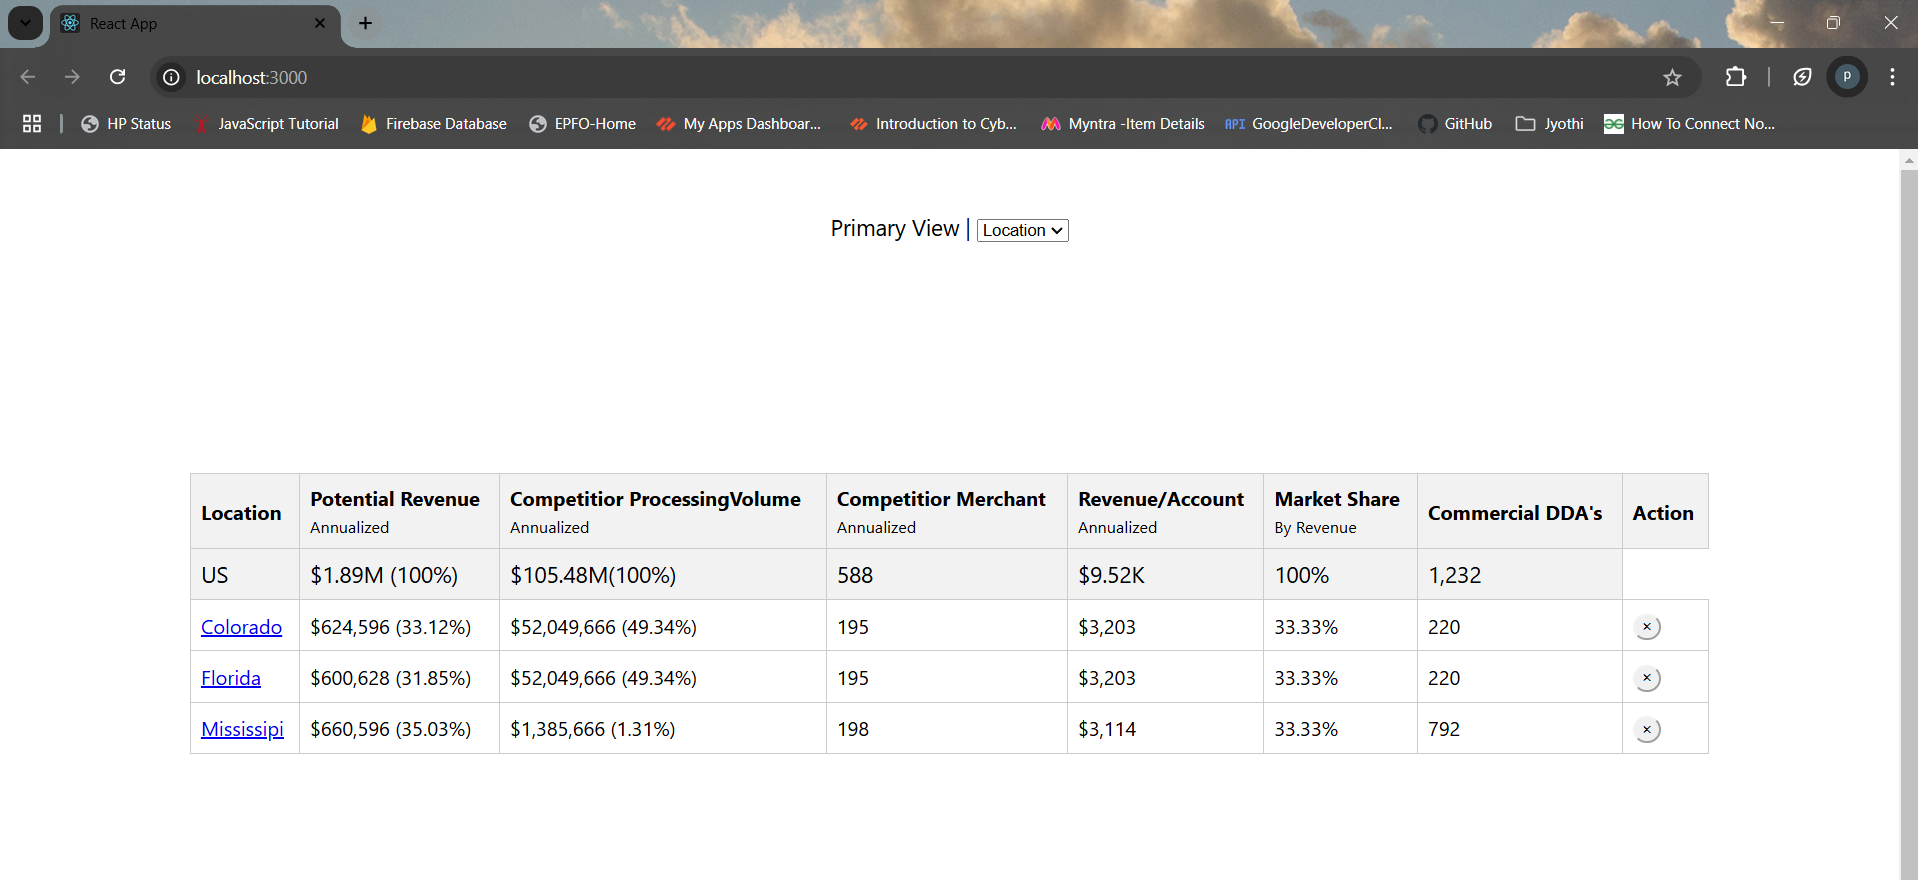 React App
localhost:3000
P
HP Status JavaScript Tutorial Firebase Database EPFO-Home My Apps Dashboar... Introduction to Cyb... Myntra -Item Details API GoogleDeveloperCl... GitHub Jyothi How To Connect No...
Primary View | Location
Location Potential Revenue Competitior ProcessingVolume Competitior Merchant Revenue/Account Market Share Commercial DDA's Action
Annualized Annualized Annualized Annualized By Revenue
US $1.89M (100%) $105.48M(100%) 588 $9.52K 100% 1,232
Colorado $624,596 (33.12%) $52,049,666 (49.34%) 195 $3,203 33.33% 220 ×
Florida $600,628 (31.85%) $52,049,666 (49.34%) 195 $3,203 33.33% 220 ×
Mississipi $660,596 (35.03%) $1,385,666 (1.31%) 198 $3,114 33.33% 792 ×